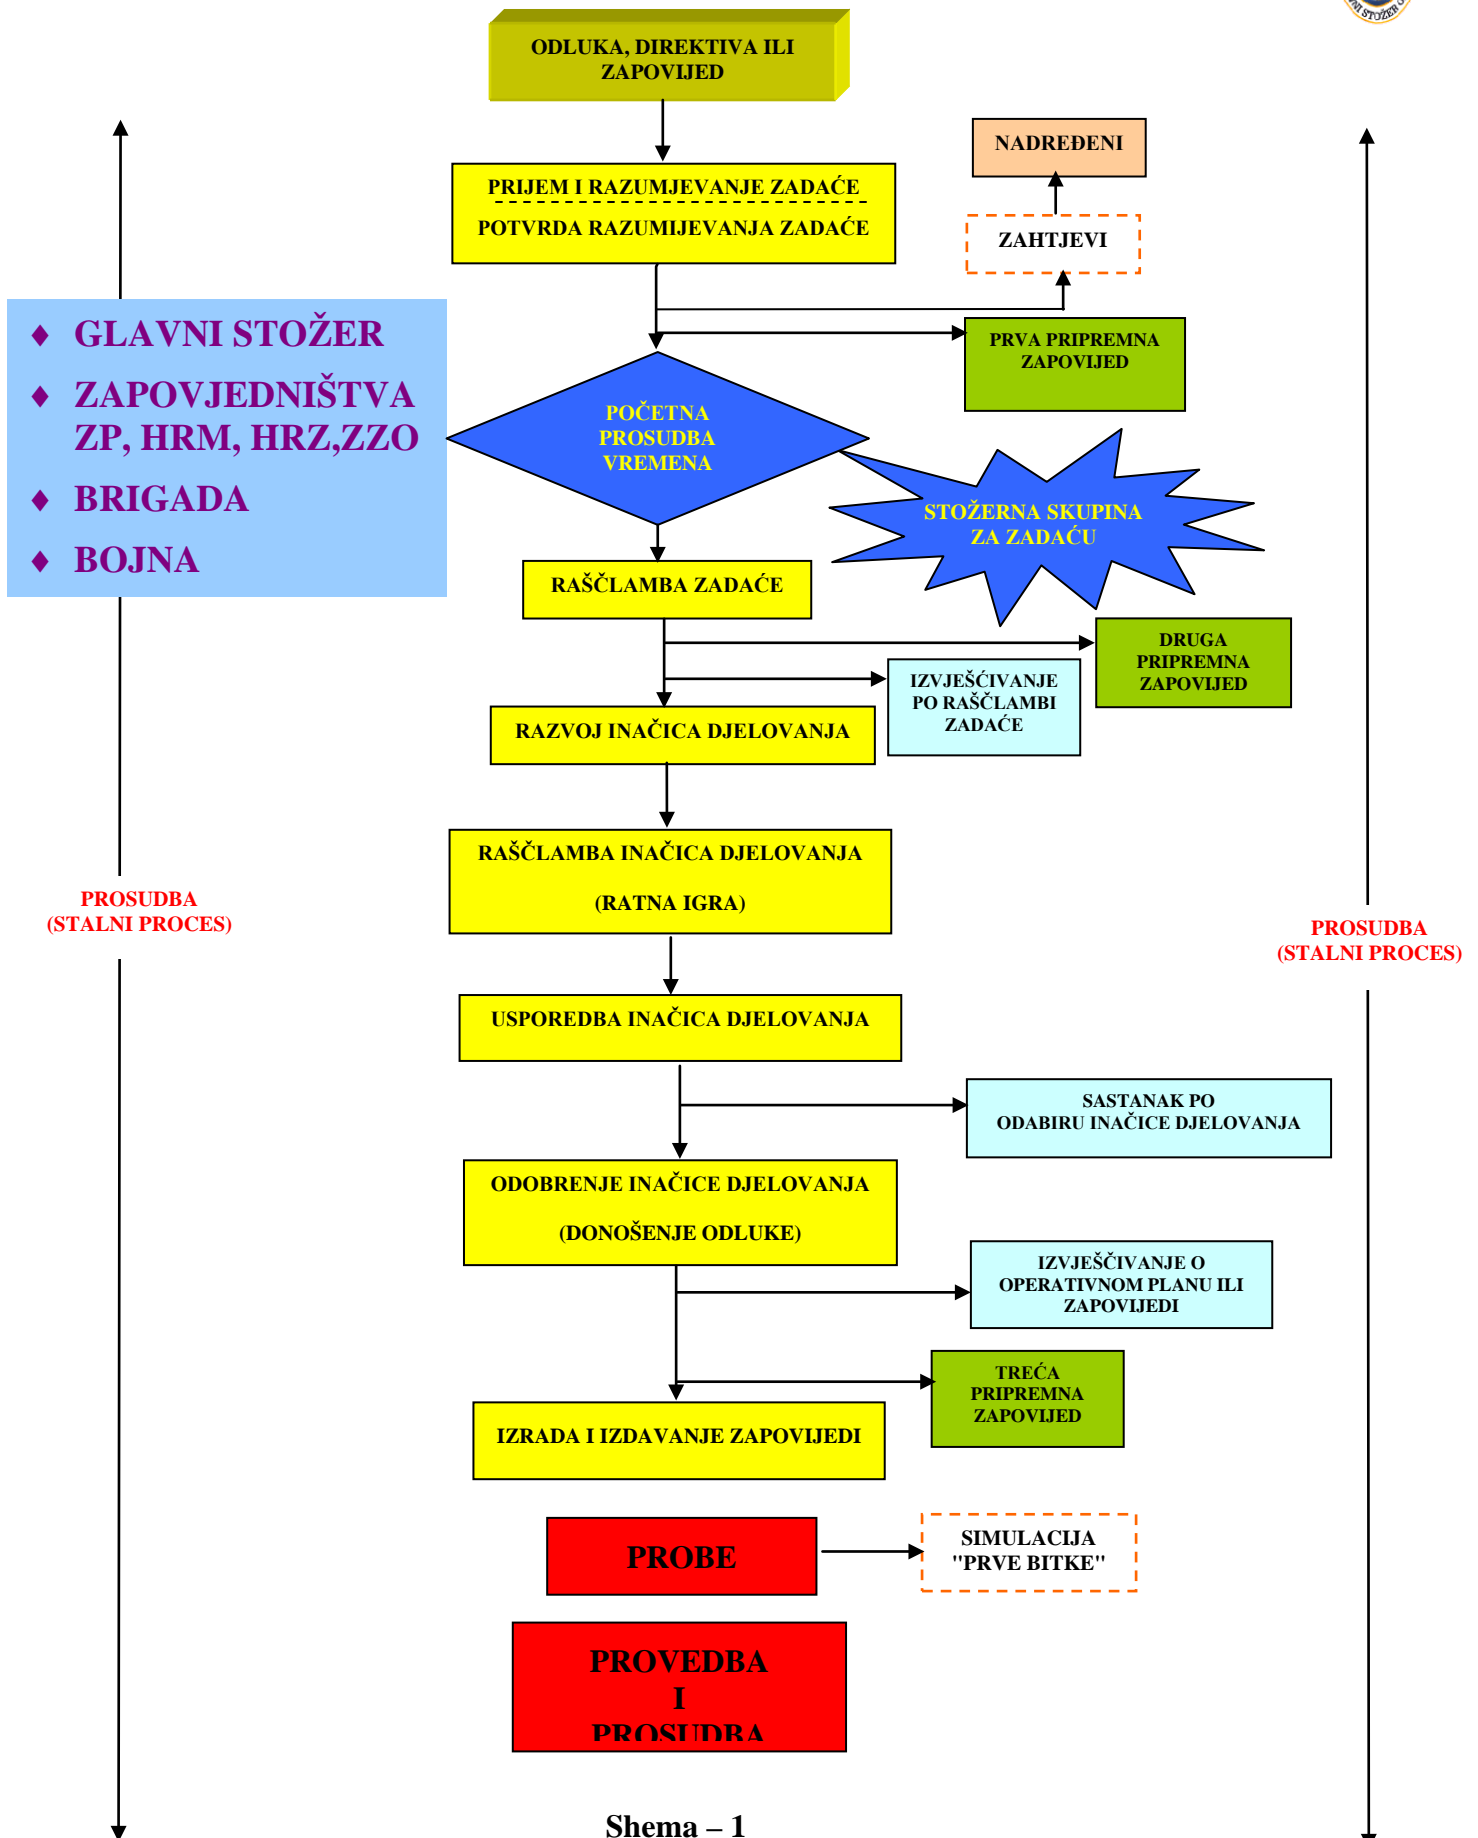 NI STOŽER
ODLUKA, DIREKTIVA ILI
ZAPOVIJED
NADREĐENI
PRIJEM I RAZUMJEVANJE ZADAĆE
POTVRDA RAZUMIJEVANJA ZADAĆE
ZAHTJEVI
♦ GLAVNI STOŽER
♦ ZAPOVJEDNIŠTVA
ZP, HRM, HRZ,ZZO
♦ BRIGADA
♦ BOJNA
PRVA PRIPREMNA
ZAPOVIJED
POČETNA
PROSUDBA
VREMENA
STOŽERNA SKUPINA
ZA ZADAĆU
RAŠČLAMBA ZADAĆE
DRUGA
PRIPREMNA
ZAPOVIJED
IZVJEŠĆIVANJE
PO RAŠČLAMBI
ZADAĆE
RAZVOJ INAČICA DJELOVANJA
RAŠČLAMBA INAČICA DJELOVANJA
(RATNA IGRA)
PROSUDBA
(STALNI PROCES)
PROSUDBA
(STALNI PROCES)
USPOREDBA INAČICA DJELOVANJA
SASTANAK PO
ODABIRU INAČICE DJELOVANJA
ODOBRENJE INAČICE DJELOVANJA
(DONOŠENJE ODLUKE)
IZVJEŠČIVANJE O
OPERATIVNOM PLANU ILI
ZAPOVIJEDI
TREĆA
PRIPREMNA
ZAPOVIJED
IZRADA I IZDAVANJE ZAPOVIJEDI
PROBE
SIMULACIJA
"PRVE BITKE"
PROVEDBA
I
PROSUDBA
Shema – 1